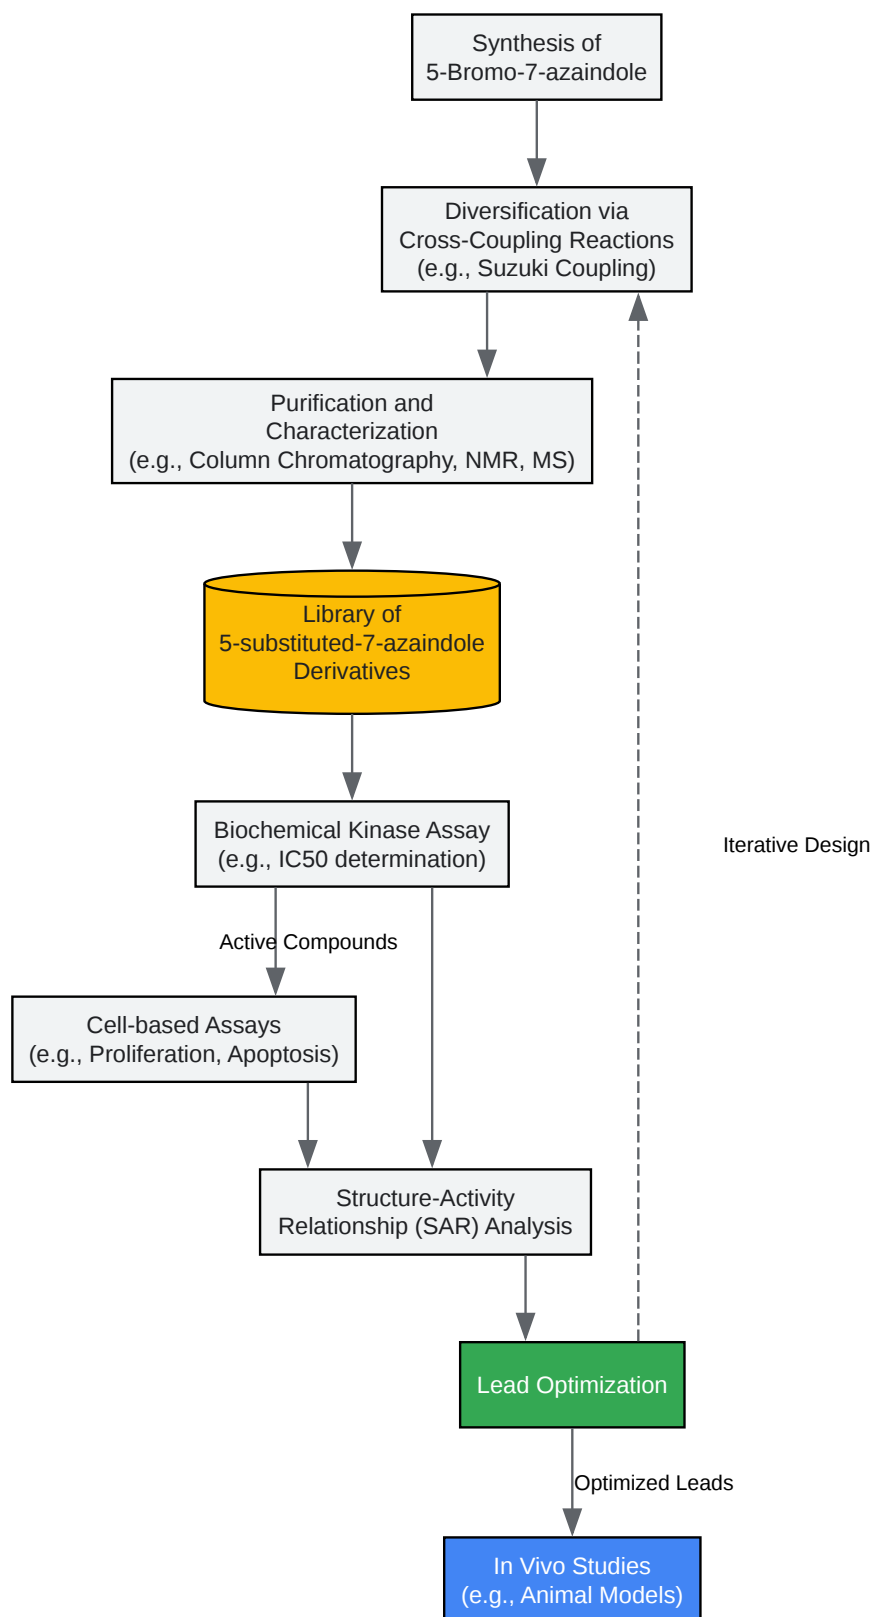 Synthesis of
5-Bromo-7-azaindole
Diversification via
Cross-Coupling Reactions
(e.g., Suzuki Coupling)
Purification and
Characterization
(e.g., Column Chromatography, NMR, MS)
Library of
5-substituted-7-azaindole
Derivatives
Biochemical Kinase Assay
(e.g., IC50 determination)
Iterative Design
Active Compounds
Cell-based Assays
(e.g., Proliferation, Apoptosis)
Structure-Activity
Relationship (SAR) Analysis
Lead Optimization
Optimized Leads
In Vivo Studies
(e.g., Animal Models)